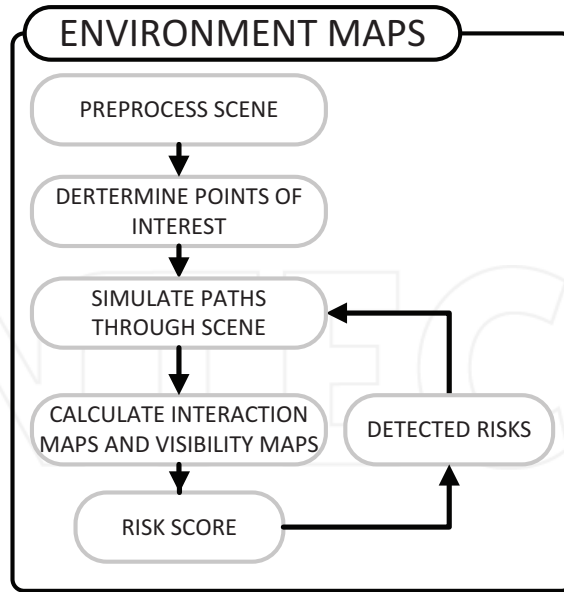 ENVIRONMENT MAPS
PREPROCESS SCENE
DERTERMINE POINTS OF
INTEREST
SIMULATE PATHS
THROUGH SCENE
CALCULATE INTERACTION
MAPS AND VISIBILITY MAPS
DETECTED RISKS
RISK SCORE